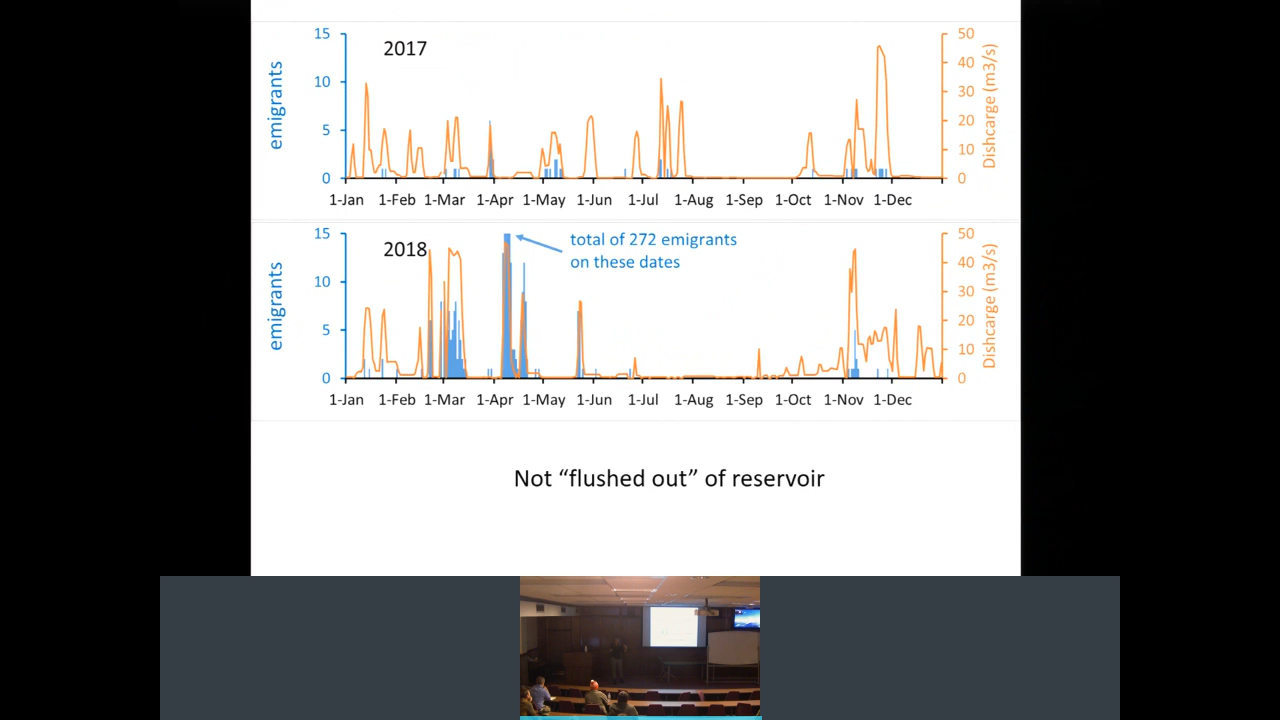 15
50
2017
40
10
30
emigrants
Dishcarge (m3/s)
20
5
10
0
0
1-Jan 1-Feb 1-Mar 1-Apr 1-May 1-Jun 1-Jul 1-Aug 1-Sep 1-Oct 1-Nov 1-Dec
15
50
total of 272 emigrants
2018
on these dates
40
10
30
emigrants
Dishcarge (m3/s)
20
5
10
0
0
1-Jan 1-Feb 1-Mar 1-Apr 1-May 1-Jun 1-Jul 1-Aug 1-Sep 1-Oct 1-Nov 1-Dec
Not “flushed out” of reservoir